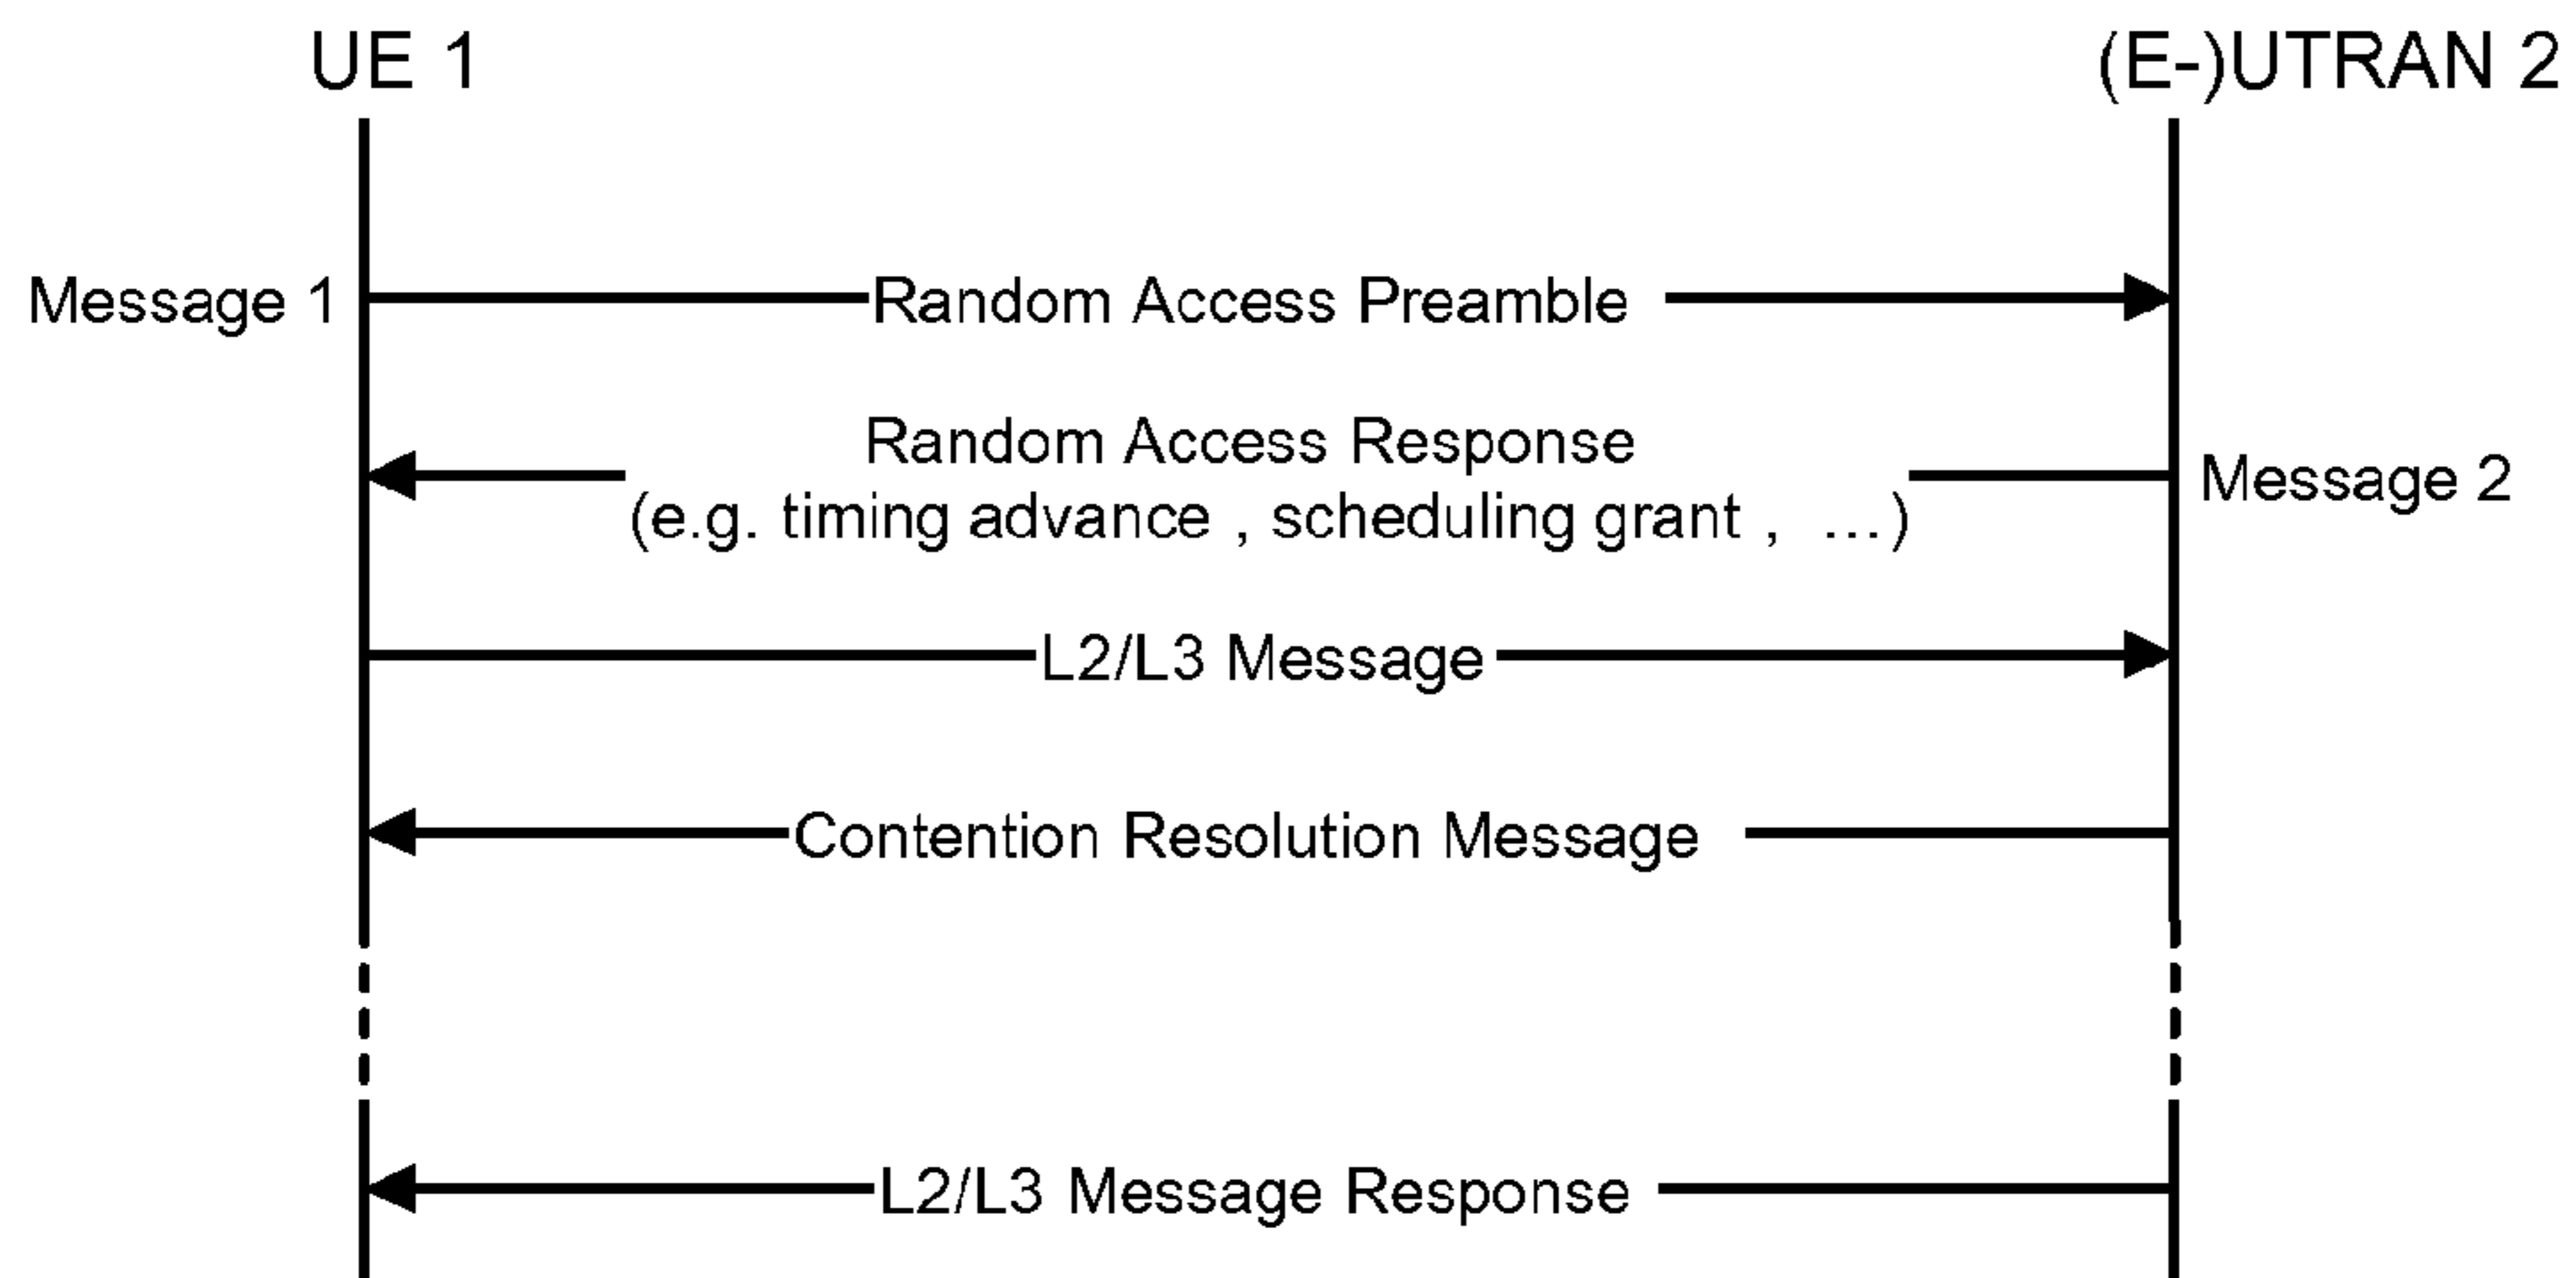 UE 1
(E-)UTRAN 2
Message 1
Random Access Preamble
Random Access Response
(e.g. timing advance , scheduling grant , ...)
Message 2
L2/L3 Message
Contention Resolution Message
L2/L3 Message Response